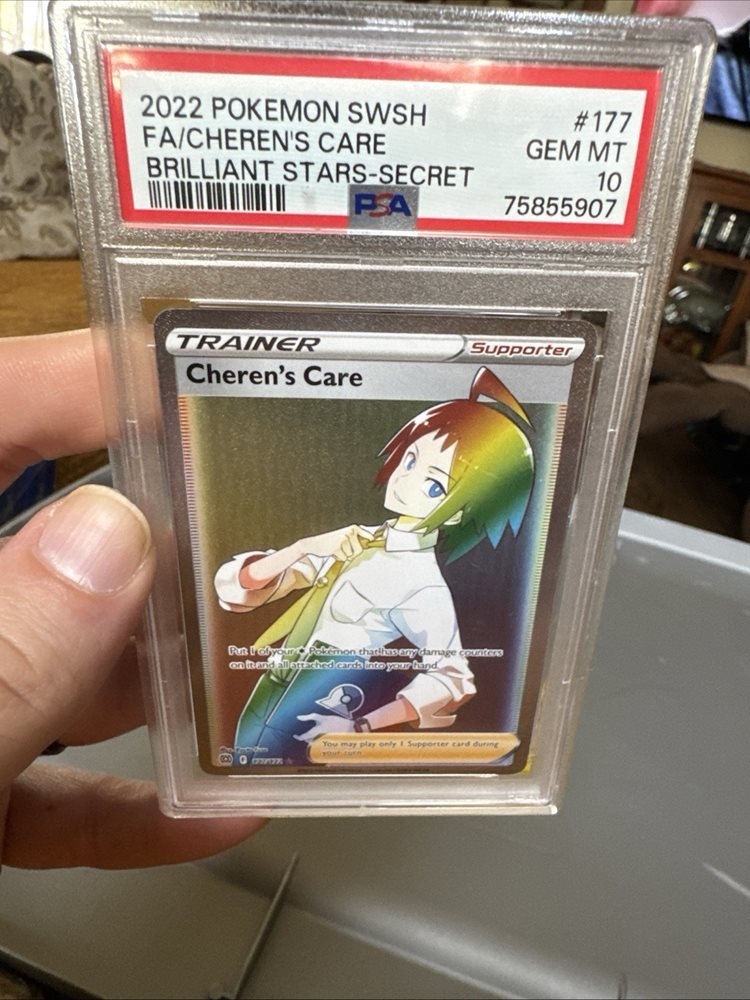 2022 POKEMON SWSH #177
FA/CHEREN'S CARE GEM MT
BRILLIANT STARS-SECRET 10
PSA 75855907
TRAINER Supporter
Cheren's Care
Put 1 of your Pokémon that has any damage counters
on it and all attached cards into your hand.
You may play only 1 Supporter card during
your turn.